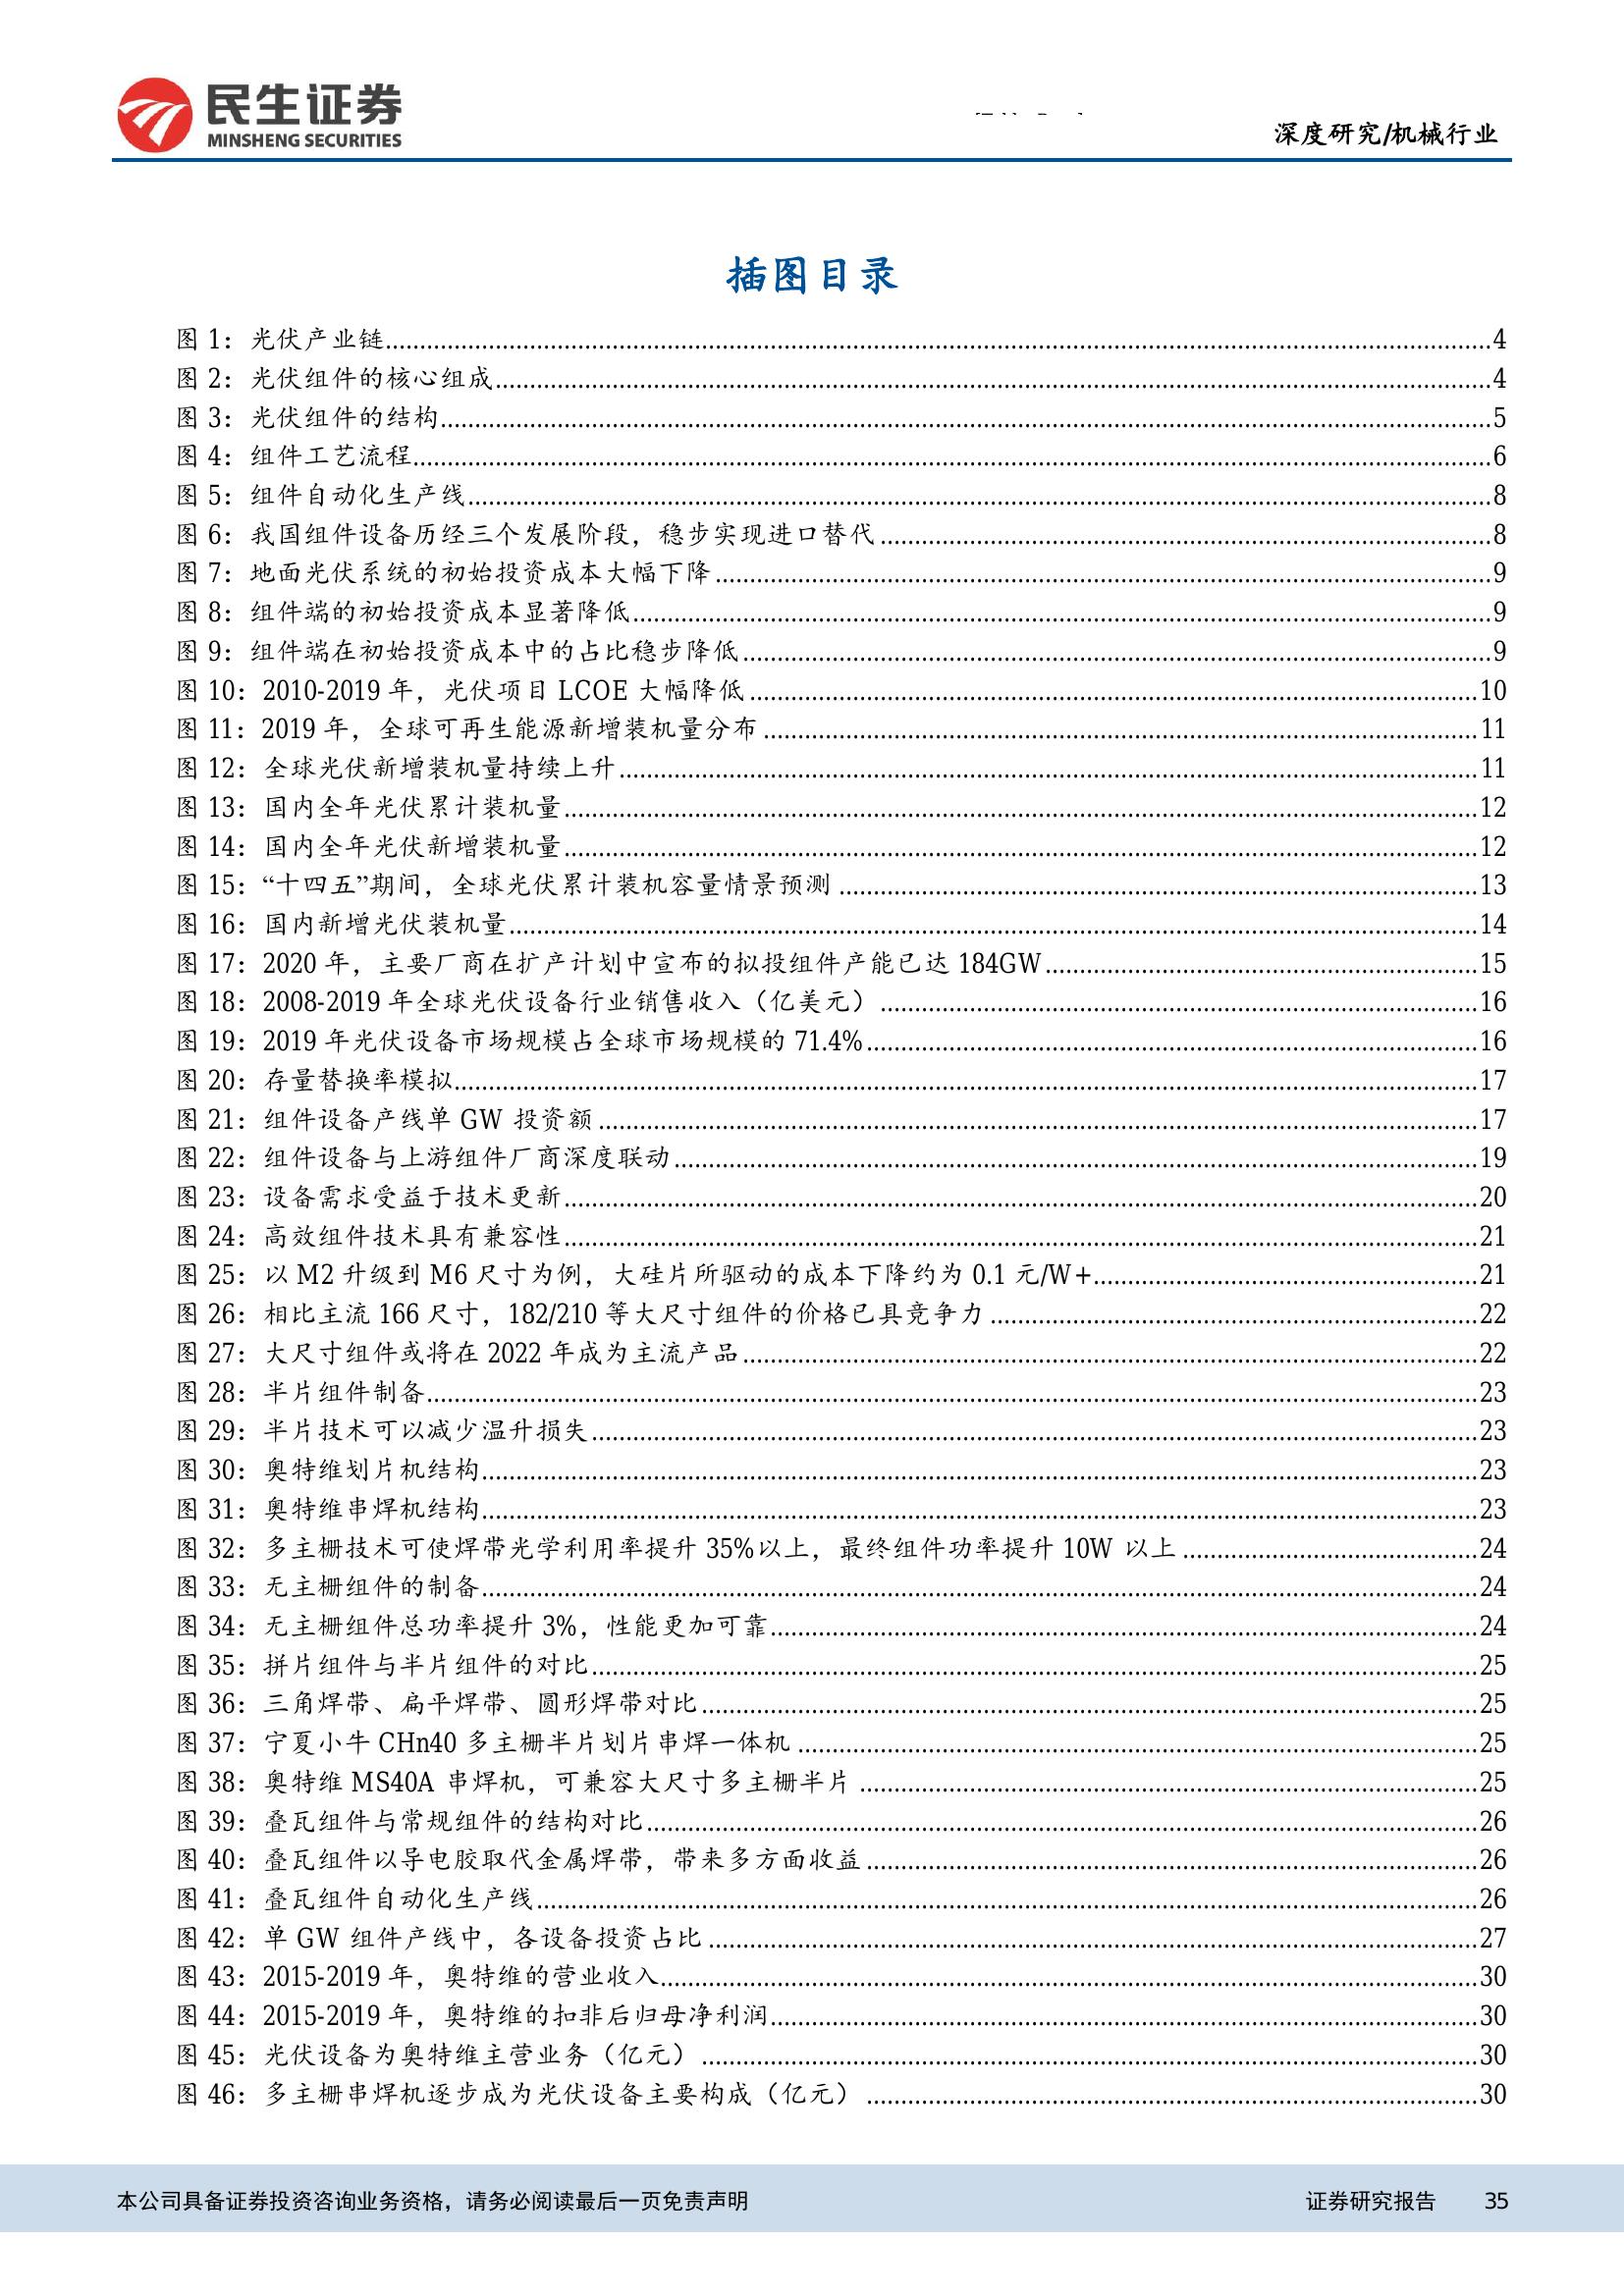 民生证券
MINSHENG SECURITIES
深度研究/机械行业
插图目录
图 1：光伏产业链....................4
图 2：光伏组件的核心组成....................4
图 3：光伏组件的结构....................5
图 4：组件工艺流程....................6
图 5：组件自动化生产线....................8
图 6：我国组件设备历经三个发展阶段，稳步实现进口替代....................8
图 7：地面光伏系统的初始投资成本大幅下降....................9
图 8：组件端的初始投资成本显著降低....................9
图 9：组件端在初始投资成本中的占比稳步降低....................9
图 10：2010-2019 年，光伏项目 LCOE 大幅降低....................10
图 11：2019 年，全球可再生能源新增装机量分布....................11
图 12：全球光伏新增装机量持续上升....................11
图 13：国内全年光伏累计装机量....................12
图 14：国内全年光伏新增装机量....................12
图 15：“十四五”期间，全球光伏累计装机容量情景预测....................13
图 16：国内新增光伏装机量....................14
图 17：2020 年，主要厂商在扩产计划中宣布的拟投组件产能已达 184GW....................15
图 18：2008-2019 年全球光伏设备行业销售收入（亿美元）....................16
图 19：2019 年光伏设备市场规模占全球市场规模的 71.4%....................16
图 20：存量替换率模拟....................17
图 21：组件设备产线单 GW 投资额....................17
图 22：组件设备与上游组件厂商深度联动....................19
图 23：设备需求受益于技术更新....................20
图 24：高效组件技术具有兼容性....................21
图 25：以 M2 升级到 M6 尺寸为例，大硅片所驱动的成本下降约为 0.1 元/W+....................21
图 26：相比主流 166 尺寸，182/210 等大尺寸组件的价格已具竞争力....................22
图 27：大尺寸组件或将在 2022 年成为主流产品....................22
图 28：半片组件制备....................23
图 29：半片技术可以减少温升损失....................23
图 30：奥特维划片机结构....................23
图 31：奥特维串焊机结构....................23
图 32：多主栅技术可使焊带光学利用率提升 35%以上，最终组件功率提升 10W 以上....................24
图 33：无主栅组件的制备....................24
图 34：无主栅组件总功率提升 3%，性能更加可靠....................24
图 35：拼片组件与半片组件的对比....................25
图 36：三角焊带、扁平焊带、圆形焊带对比....................25
图 37：宁夏小牛 CHn40 多主栅半片划片串焊一体机....................25
图 38：奥特维 MS40A 串焊机，可兼容大尺寸多主栅半片....................25
图 39：叠瓦组件与常规组件的结构对比....................26
图 40：叠瓦组件以导电胶取代金属焊带，带来多方面收益....................26
图 41：叠瓦组件自动化生产线....................26
图 42：单 GW 组件产线中，各设备投资占比....................27
图 43：2015-2019 年，奥特维的营业收入....................30
图 44：2015-2019 年，奥特维的扣非后归母净利润....................30
图 45：光伏设备为奥特维主营业务（亿元）....................30
图 46：多主栅串焊机逐步成为光伏设备主要构成（亿元）....................30
本公司具备证券投资咨询业务资格，请务必阅读最后一页免责声明
证券研究报告 35